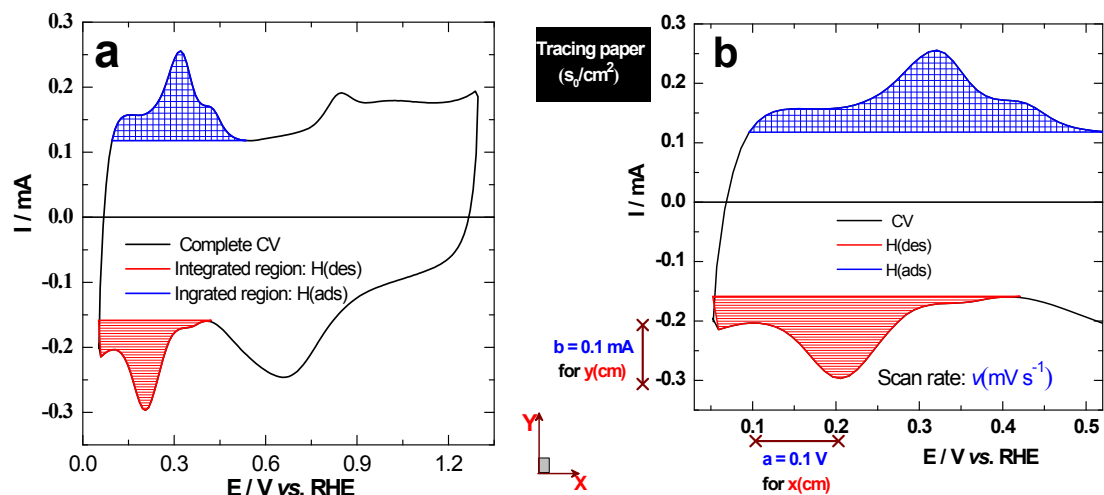 a
0.3
0.2
0.1
0.0
-0.1
-0.2
-0.3
I / mA
Complete CV
Integrated region: H(des)
Ingrated region: H(ads)
0.0
0.3
0.6
0.9
1.2
E / V vs. RHE
Tracing paper
(s₀/cm²)
b = 0.1 mA
for y(cm)
Y
X
b
0.3
0.2
0.1
0.0
-0.1
-0.2
-0.3
I / mA
CV
H(des)
H(ads)
Scan rate: v(mV s⁻¹)
0.1
0.2
0.3
0.4
0.5
E / V vs. RHE
a = 0.1 V
for x(cm)